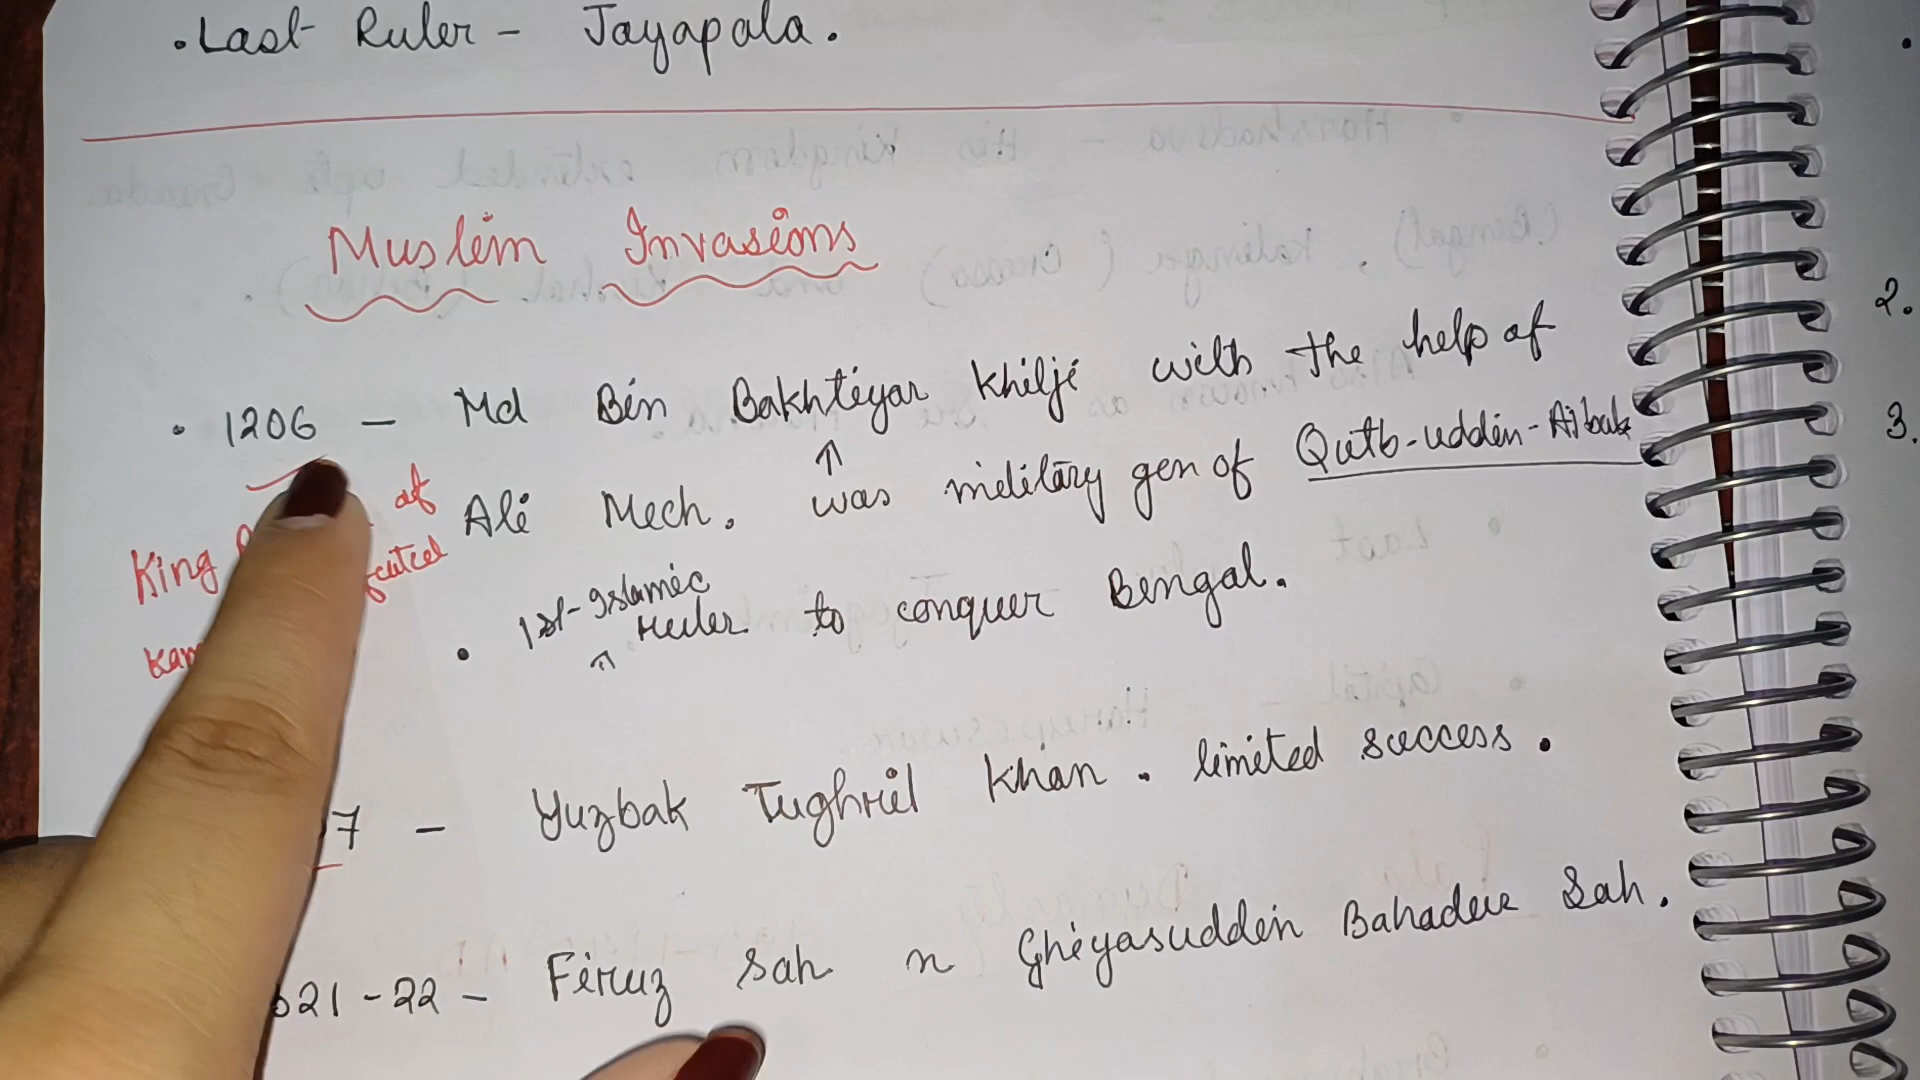 . Last Ruler - Jayapala.
Muslim Invasions
. 1206 - Md Bin Bakhtiyar Khilji with the help of
Ali Mech. was military gen of Qutb-uddin-Aibak
King of
. 1st-Islamic ruler to conquer Bengal.
7 - Yuzbak Tughril Khan. limited success.
21-22 - Firuz Sah n Ghiyasuddin Bahadur Sah.
2.
3.